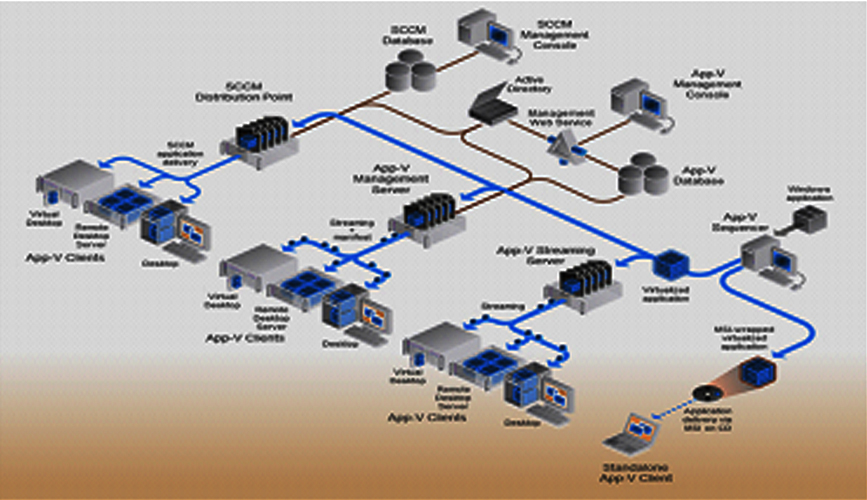 SCCM
Database
SCCM
Management
Console
SCCM
Distribution Point
Active
Directory
App-V
Management
Console
Management
Web Service
SCCM
application
delivery
App-V
Management
Server
App-V
Database
Windows
application
Virtual
Desktop
Remote
Desktop
Server
Desktop
App-V Clients
Streaming
+
manifest
App-V
Sequencer
App-V Streaming
Server
Virtualized
application
Virtual
Desktop
Remote
Desktop
Server
Desktop
App-V Clients
Streaming
MSI-wrapped
virtualized
application
Virtual
Desktop
Remote
Desktop
Server
Desktop
App-V Clients
Application
delivery via
MSI on CD
Standalone
App-V Client